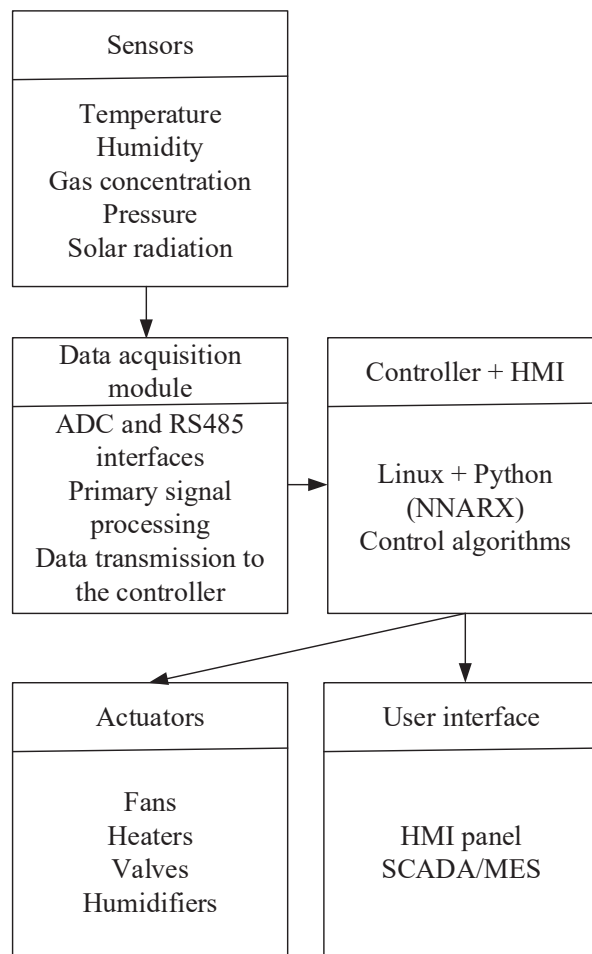 Sensors
Temperature
Humidity
Gas concentration
Pressure
Solar radiation
Data acquisition
module
ADC and RS485
interfaces
Primary signal
processing
Data transmission to
the controller
Controller + HMI
Linux + Python
(NNARX)
Control algorithms
Actuators
Fans
Heaters
Valves
Humidifiers
User interface
HMI panel
SCADA/MES